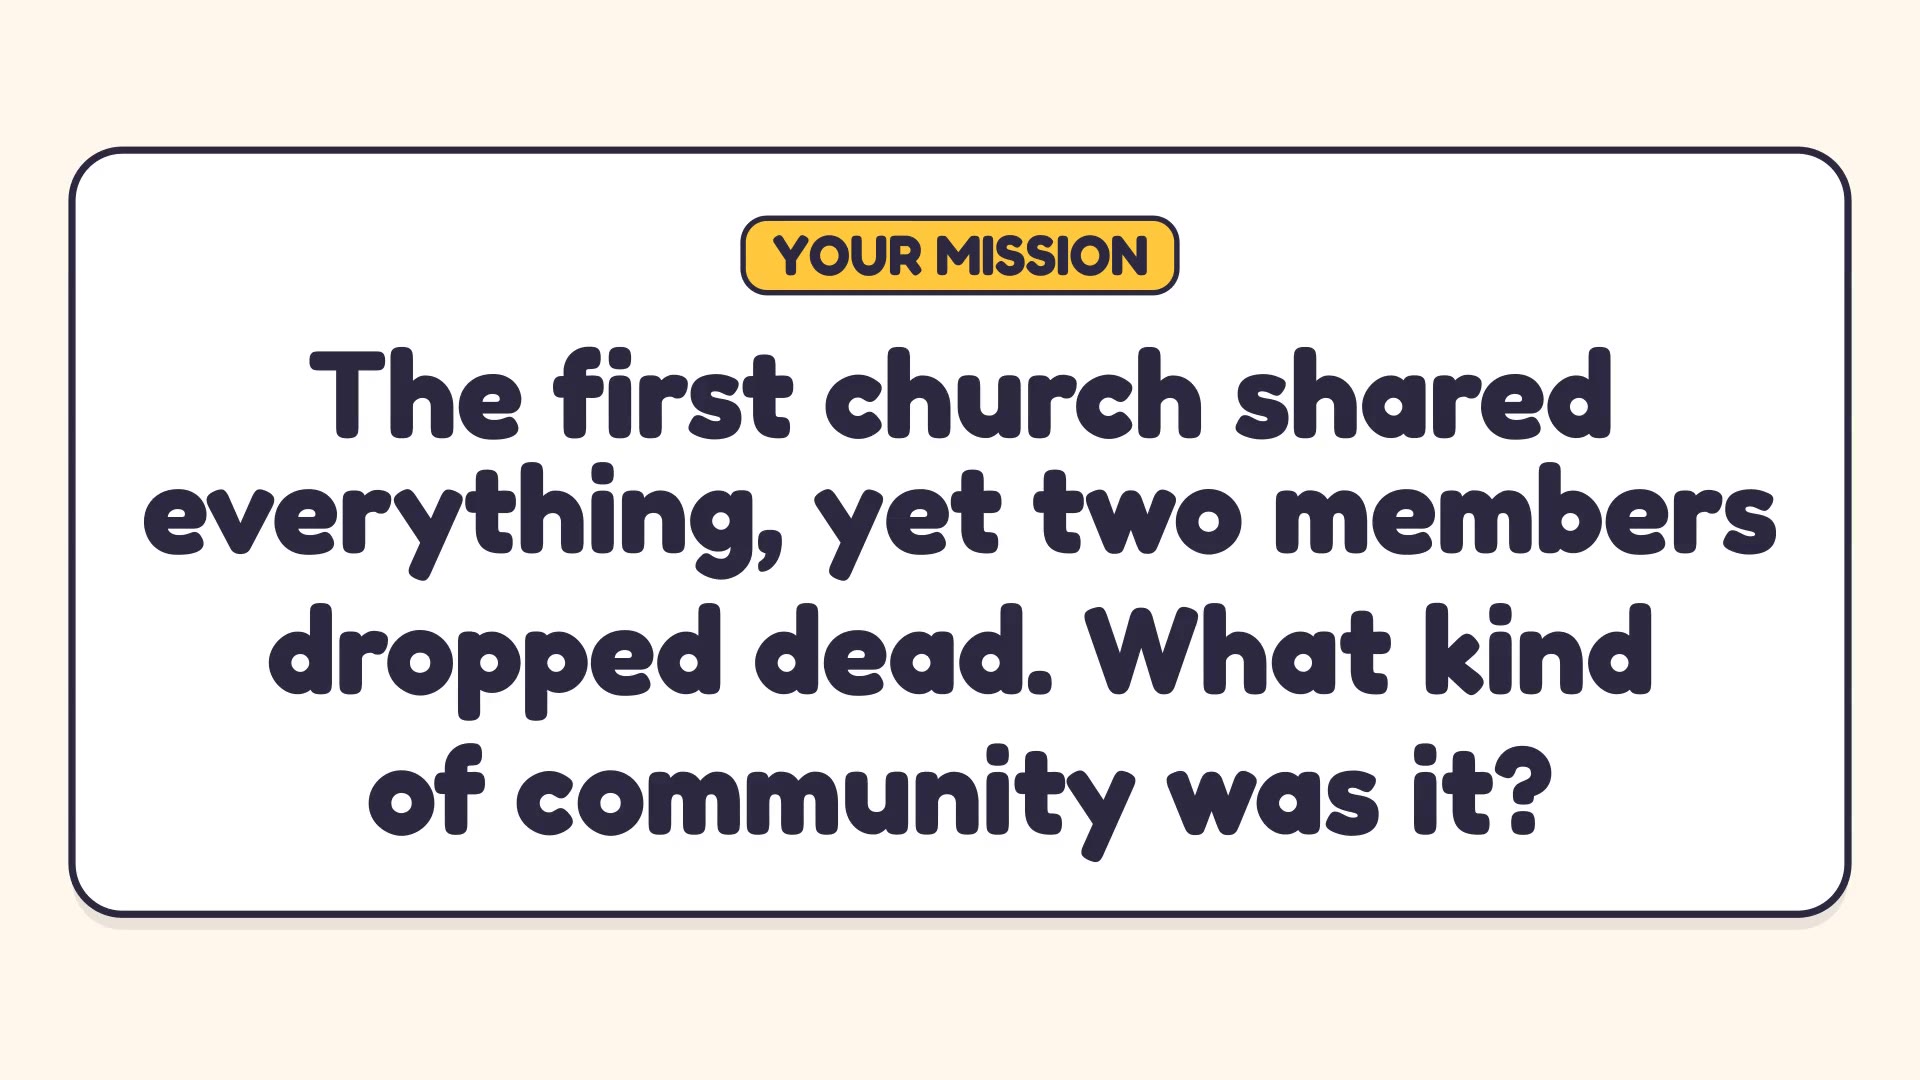 YOUR MISSION
The first church shared
everything, yet two members
dropped dead. What kind
of community was it?